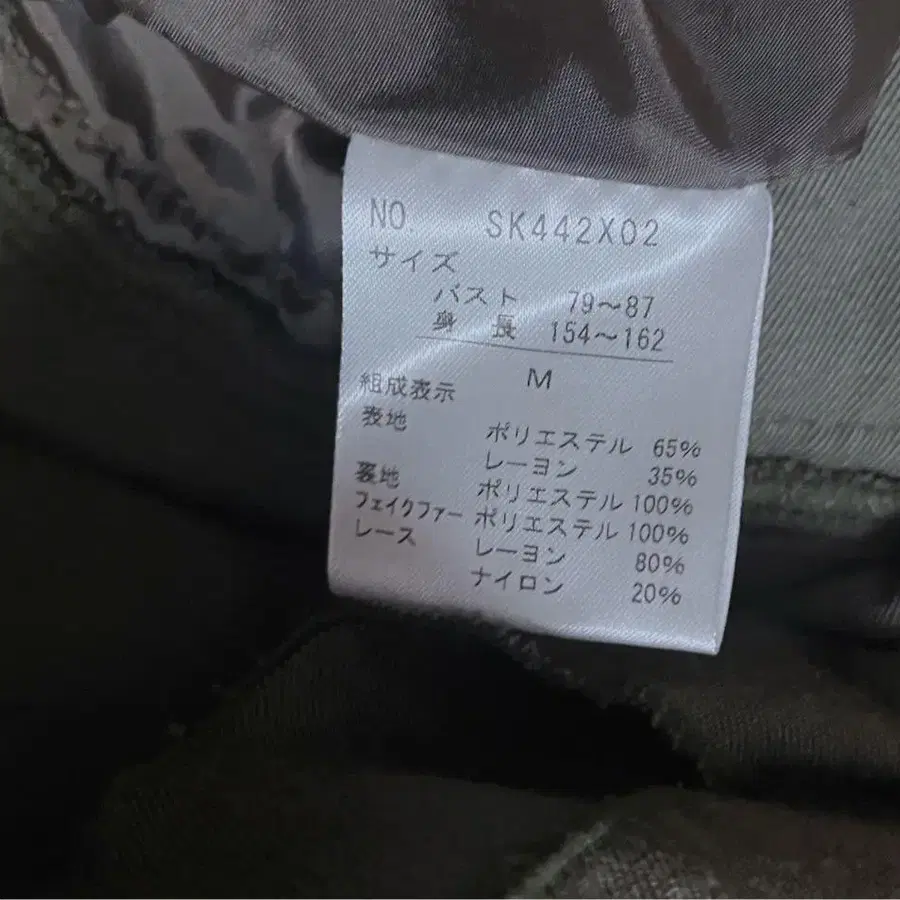 NO. SK442X02
サイズ
バスト 79～87
身 長 154～162
M
組成表示
表地 ポリエステル 65%
レーヨン 35%
裏地 ポリエステル 100%
フェイクファー ポリエステル 100%
レース レーヨン 80%
ナイロン 20%